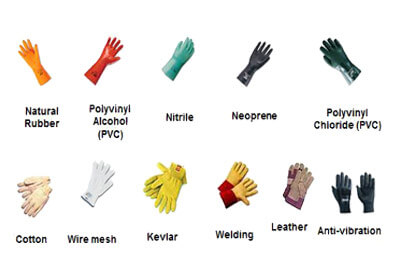 Natural
Rubber
Polyvinyl
Alcohol
(PVC)
Nitrile
Neoprene
Polyvinyl
Chloride (PVC)
Cotton
Wire mesh
Kevlar
Welding
Leather
Anti-vibration